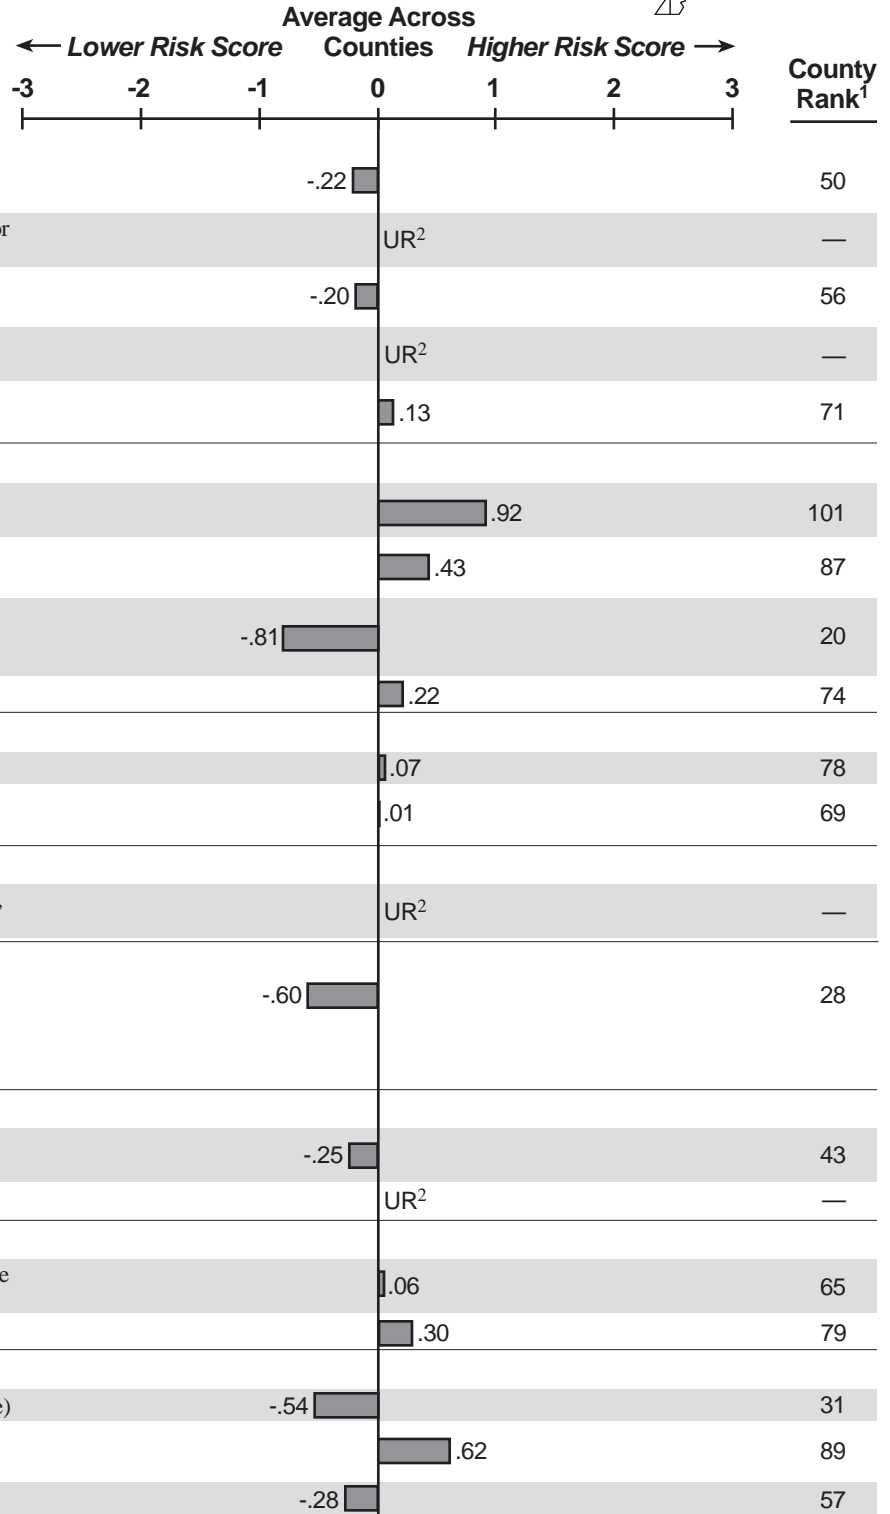 Average Across
← Lower Risk Score Counties Higher Risk Score →
-3 -2 -1 0 1 2 3
County
Rank1
-.22 50
or
UR2 —
-.20 56
UR2 —
.13 71
.92 101
.43 87
-.81 20
.22 74
.07 78
.01 69
, UR2 —
-.60 28
-.25 43
UR2 —
e
.06 65
.30 79
e) -.54 31
.62 89
-.28 57